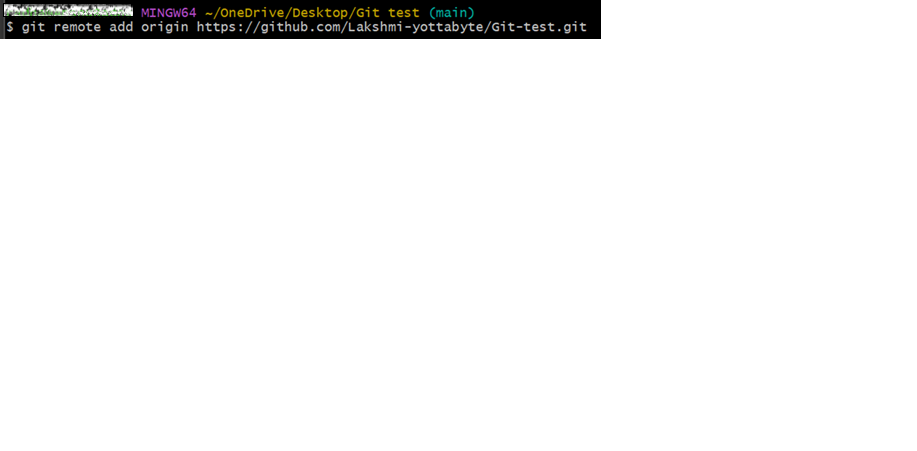 MINGW64 ~/OneDrive/Desktop/Git test (main)
$ git remote add origin https://github.com/Lakshmi-yottabyte/Git-test.git